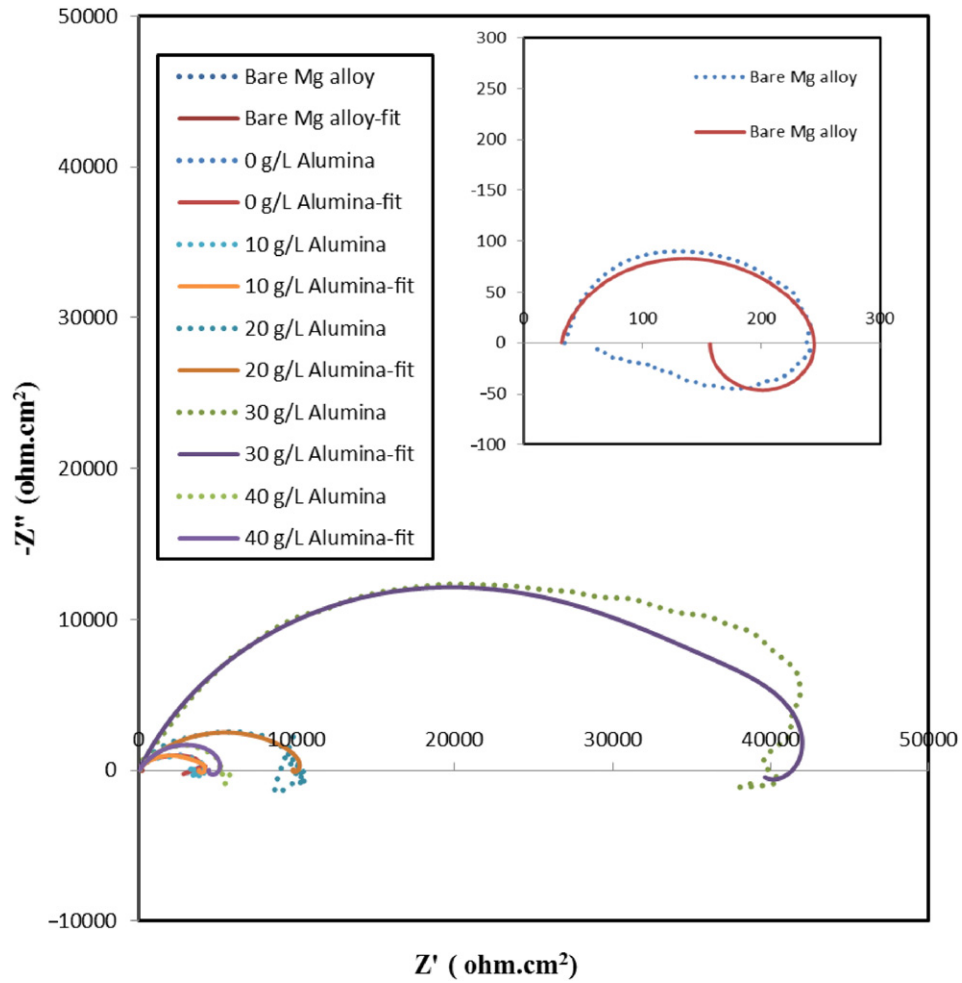 50000
40000
30000
20000
10000
0
−10000
-Z'' (ohm.cm²)
Bare Mg alloy
Bare Mg alloy-fit
0 g/L Alumina
0 g/L Alumina-fit
10 g/L Alumina
10 g/L Alumina-fit
20 g/L Alumina
20 g/L Alumina-fit
30 g/L Alumina
30 g/L Alumina-fit
40 g/L Alumina
40 g/L Alumina-fit
300
250
200
-150
100
50
0
-50
-100
0 100 200 300
Bare Mg alloy
Bare Mg alloy
0 10000 20000 30000 40000 50000
Z' ( ohm.cm²)